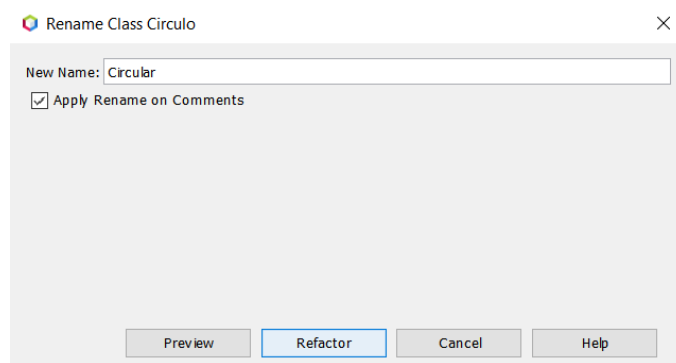 Rename Class Circulo
New Name: Circular
Apply Rename on Comments
Preview Refactor Cancel Help